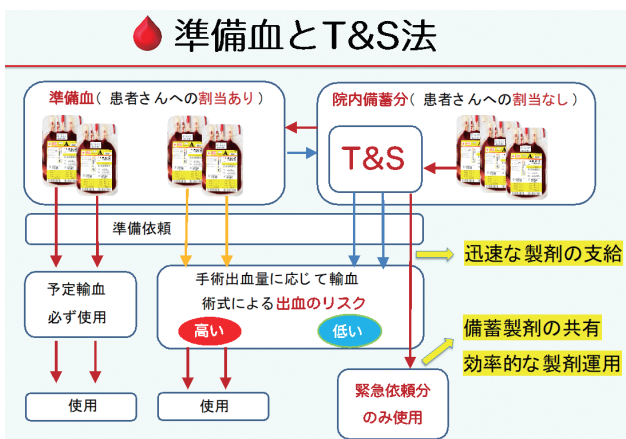 準備血とT&S法
準備血( 患者さんへの割当あり )
院内備蓄分( 患者さんへの割当なし )
T&S
準備依頼
迅速な製剤の支給
予定輸血
必ず使用
手術出血量に応じて輸血
術式による出血のリスク
高い
低い
備蓄製剤の共有
効率的な製剤運用
使用
使用
緊急依頼分
のみ使用